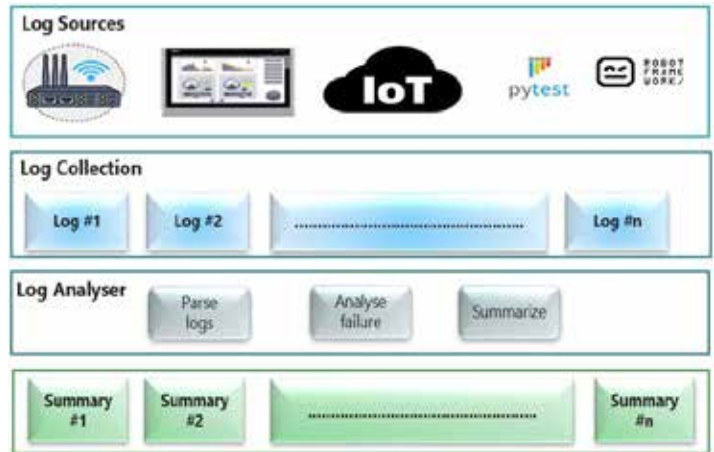 Log Sources
IoT
pytest
ROBOT
FRAME
WORK/
Log Collection
Log #1
Log #2
..................................................
Log #n
Log Analyser
Parse
logs
Analyse
failure
Summarize
Summary
#1
Summary
#2
..................................................
Summary
#n